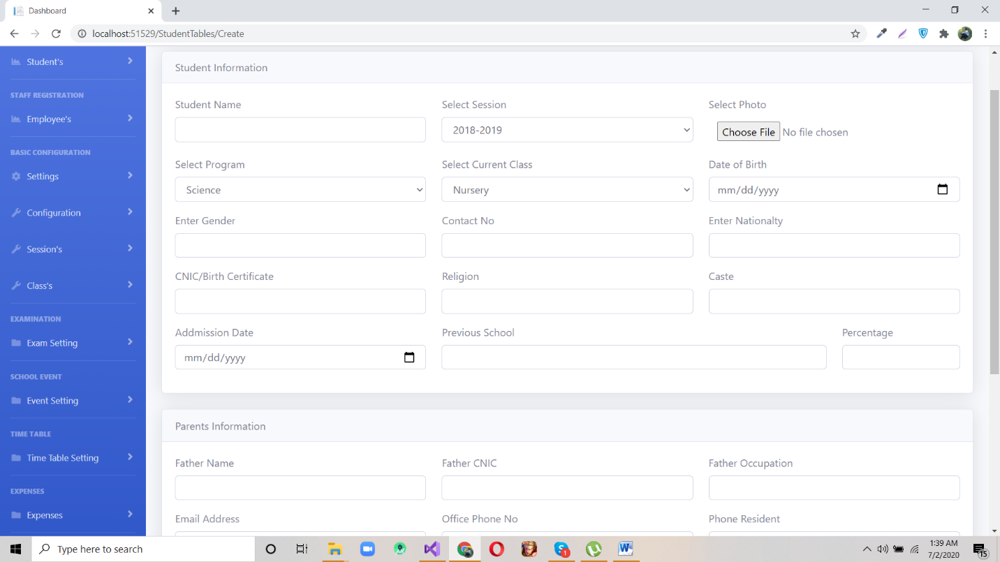 Dashboard
localhost:51529/StudentTables/Create
Student's
STAFF REGISTRATION
Employee's
BASIC CONFIGURATION
Settings
Configuration
Session's
Class's
EXAMINATION
Exam Setting
SCHOOL EVENT
Event Setting
TIME TABLE
Time Table Setting
EXPENSES
Expenses
Student Information
Student Name Select Session Select Photo
2018-2019 Choose File No file chosen
Select Program Select Current Class Date of Birth
Science Nursery mm/dd/yyyy
Enter Gender Contact No Enter Nationalty
CNIC/Birth Certificate Religion Caste
Addmission Date Previous School Percentage
mm/dd/yyyy
Parents Information
Father Name Father CNIC Father Occupation
Email Address Office Phone No Phone Resident
Type here to search
1
1:39 AM
7/2/2020
15